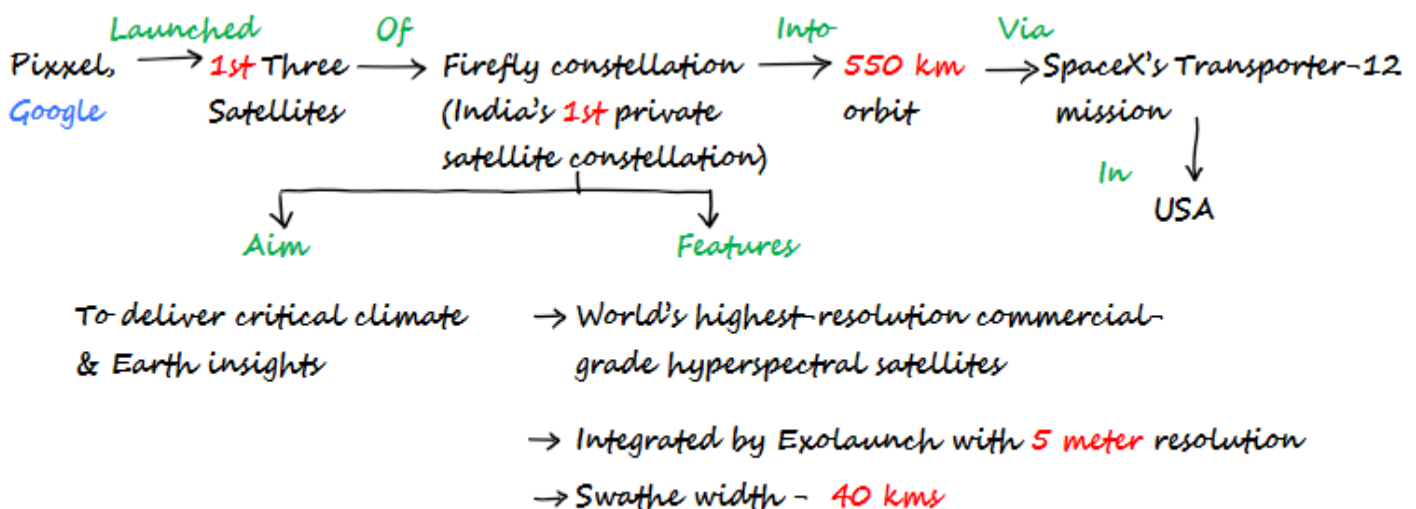 Launched Of Into Via
Pixxel, 1st Three Firefly constellation 550 km SpaceX's Transporter-12
Google Satellites (India's 1st private orbit mission
satellite constellation)
In
USA
Aim Features
To deliver critical climate → World's highest-resolution commercial-
& Earth insights grade hyperspectral satellites
→ Integrated by Exolaunch with 5 meter resolution
→ Swathe width - 40 kms